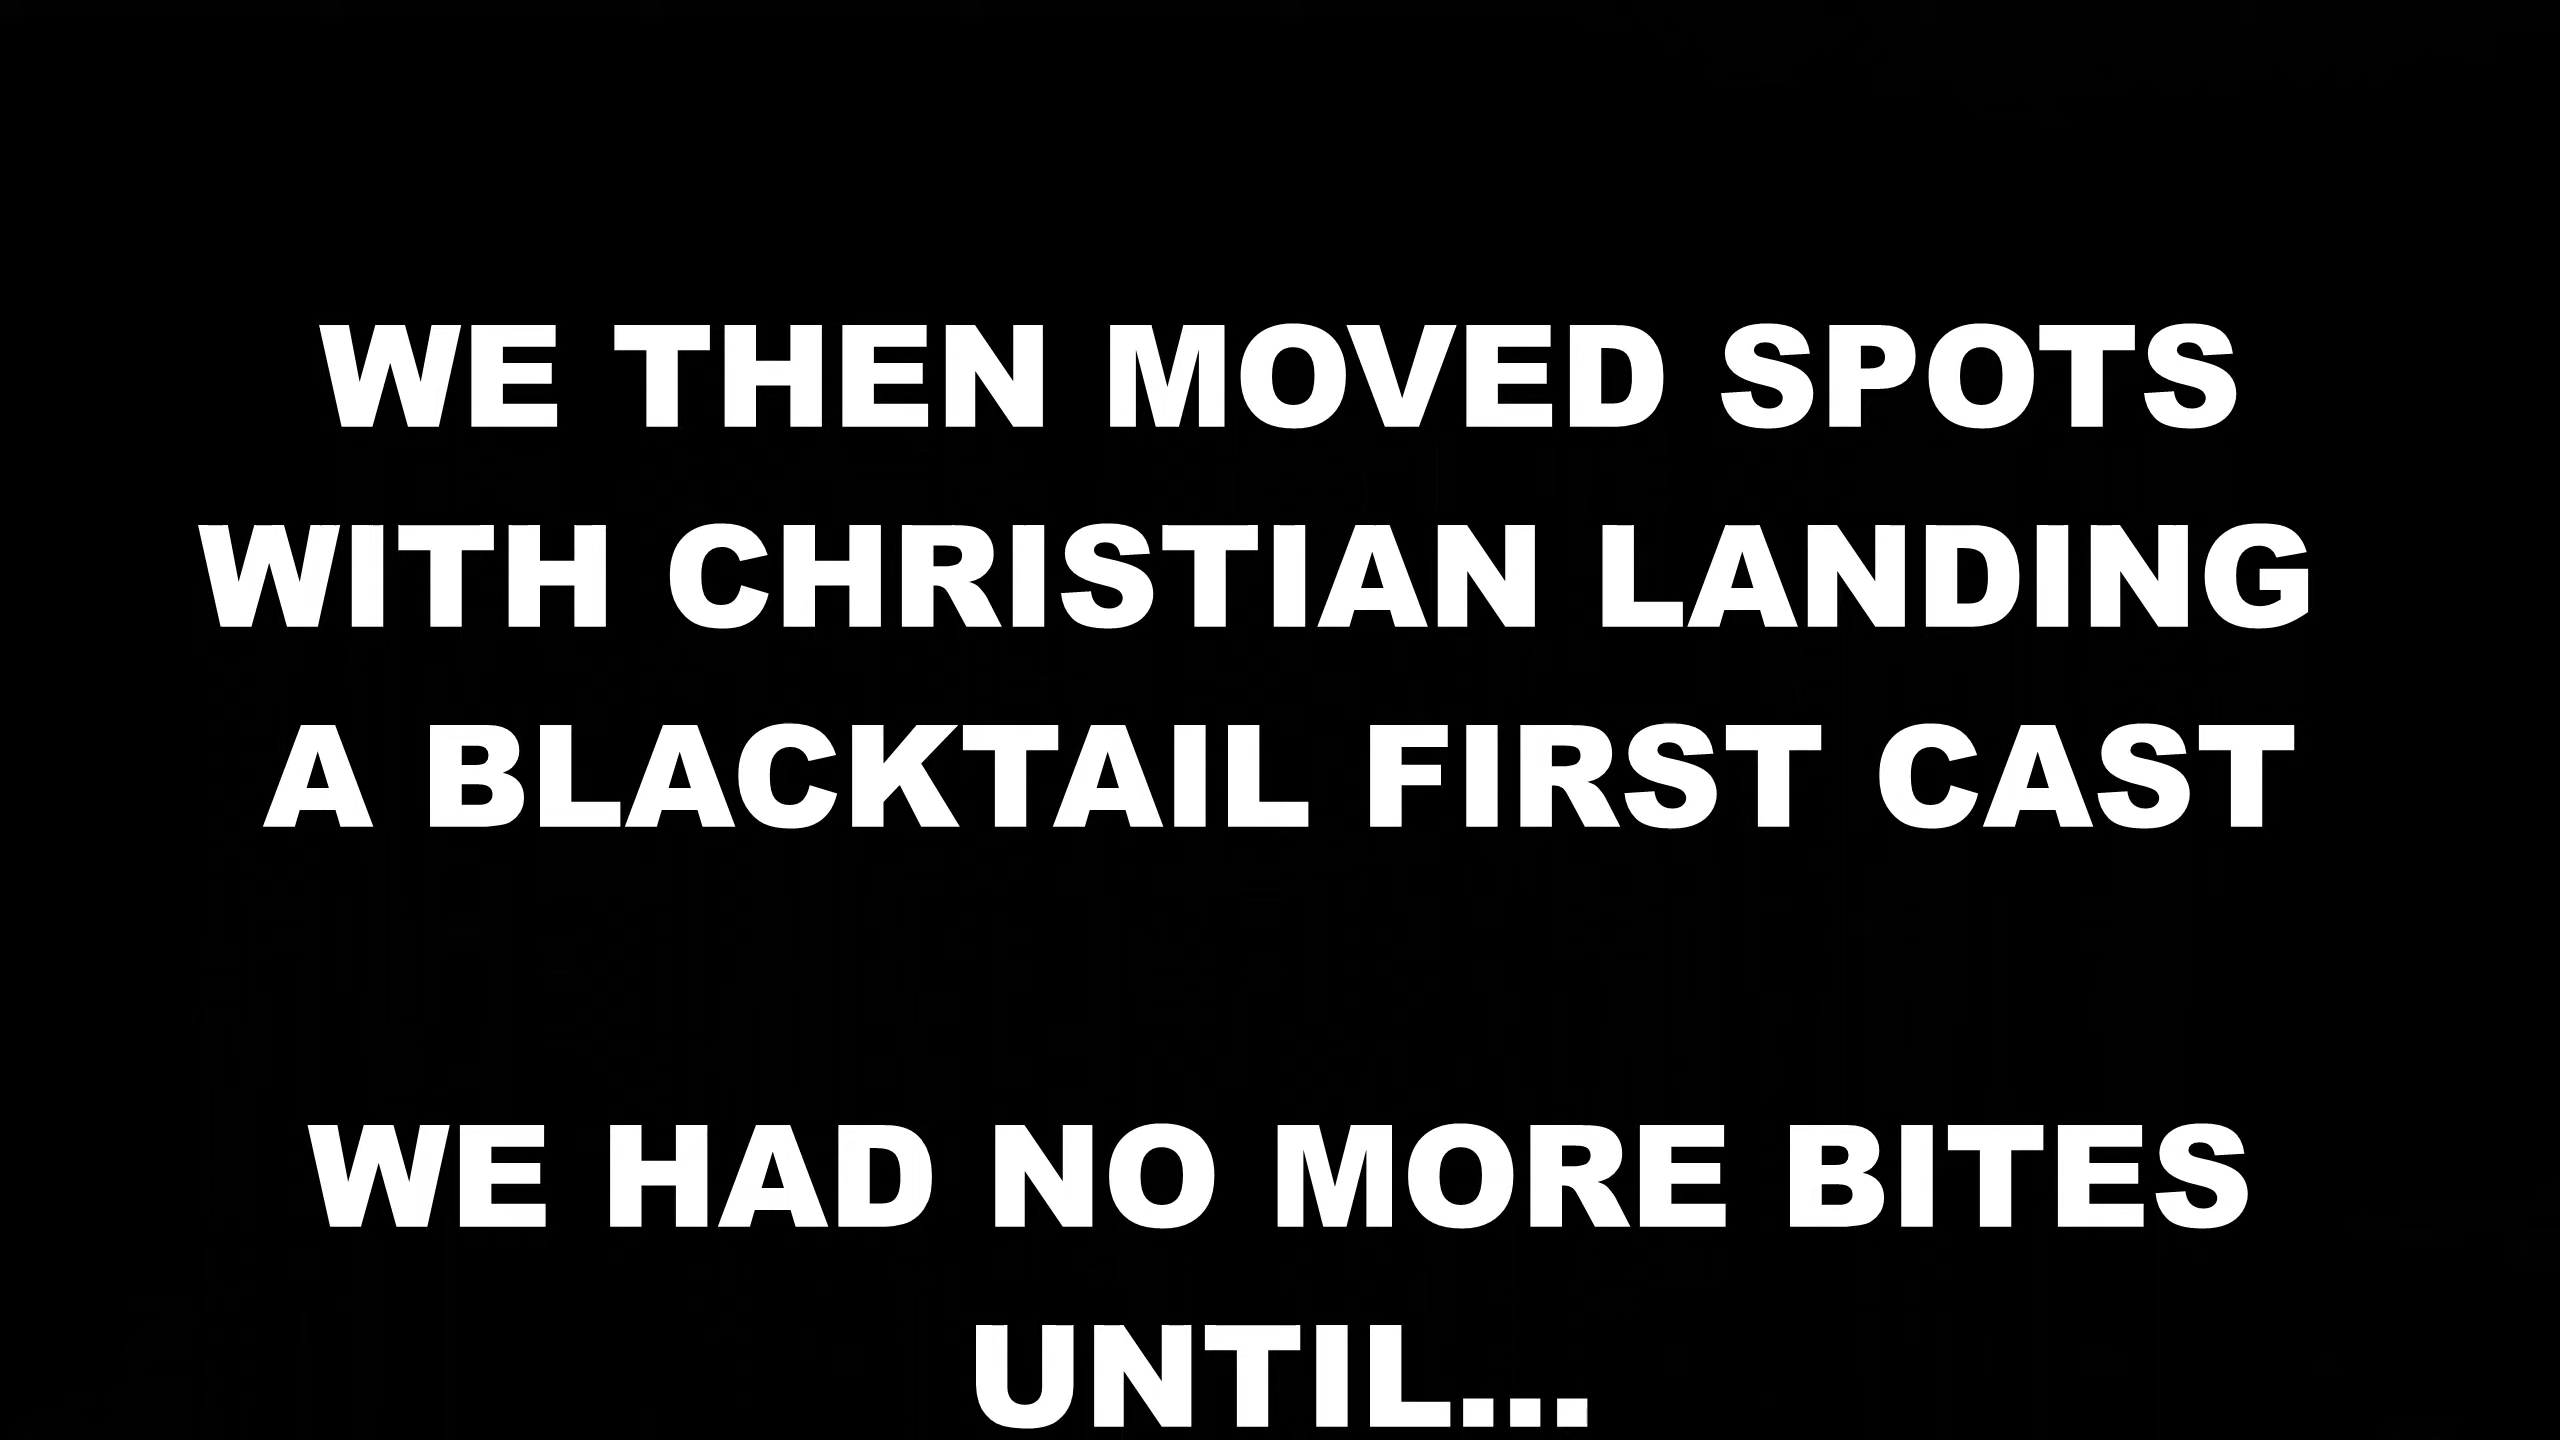 WE THEN MOVED SPOTS
WITH CHRISTIAN LANDING
A BLACKTAIL FIRST CAST
WE HAD NO MORE BITES
UNTIL...